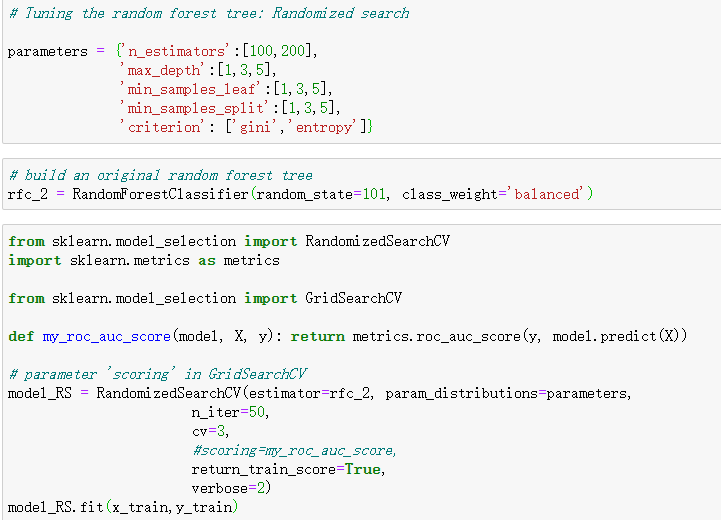 # Tuning the random forest tree: Randomized search
parameters = {'n_estimators':[100,200],
'max_depth':[1,3,5],
'min_samples_leaf':[1,3,5],
'min_samples_split':[1,3,5],
'criterion': ['gini','entropy']}
# build an original random forest tree
rfc_2 = RandomForestClassifier(random_state=101, class_weight='balanced')
from sklearn.model_selection import RandomizedSearchCV
import sklearn.metrics as metrics
from sklearn.model_selection import GridSearchCV
def my_roc_auc_score(model, X, y): return metrics.roc_auc_score(y, model.predict(X))
# parameter 'scoring' in GridSearchCV
model_RS = RandomizedSearchCV(estimator=rfc_2, param_distributions=parameters,
n_iter=50,
cv=3,
#scoring=my_roc_auc_score,
return_train_score=True,
verbose=2)
model_RS.fit(x_train,y_train)